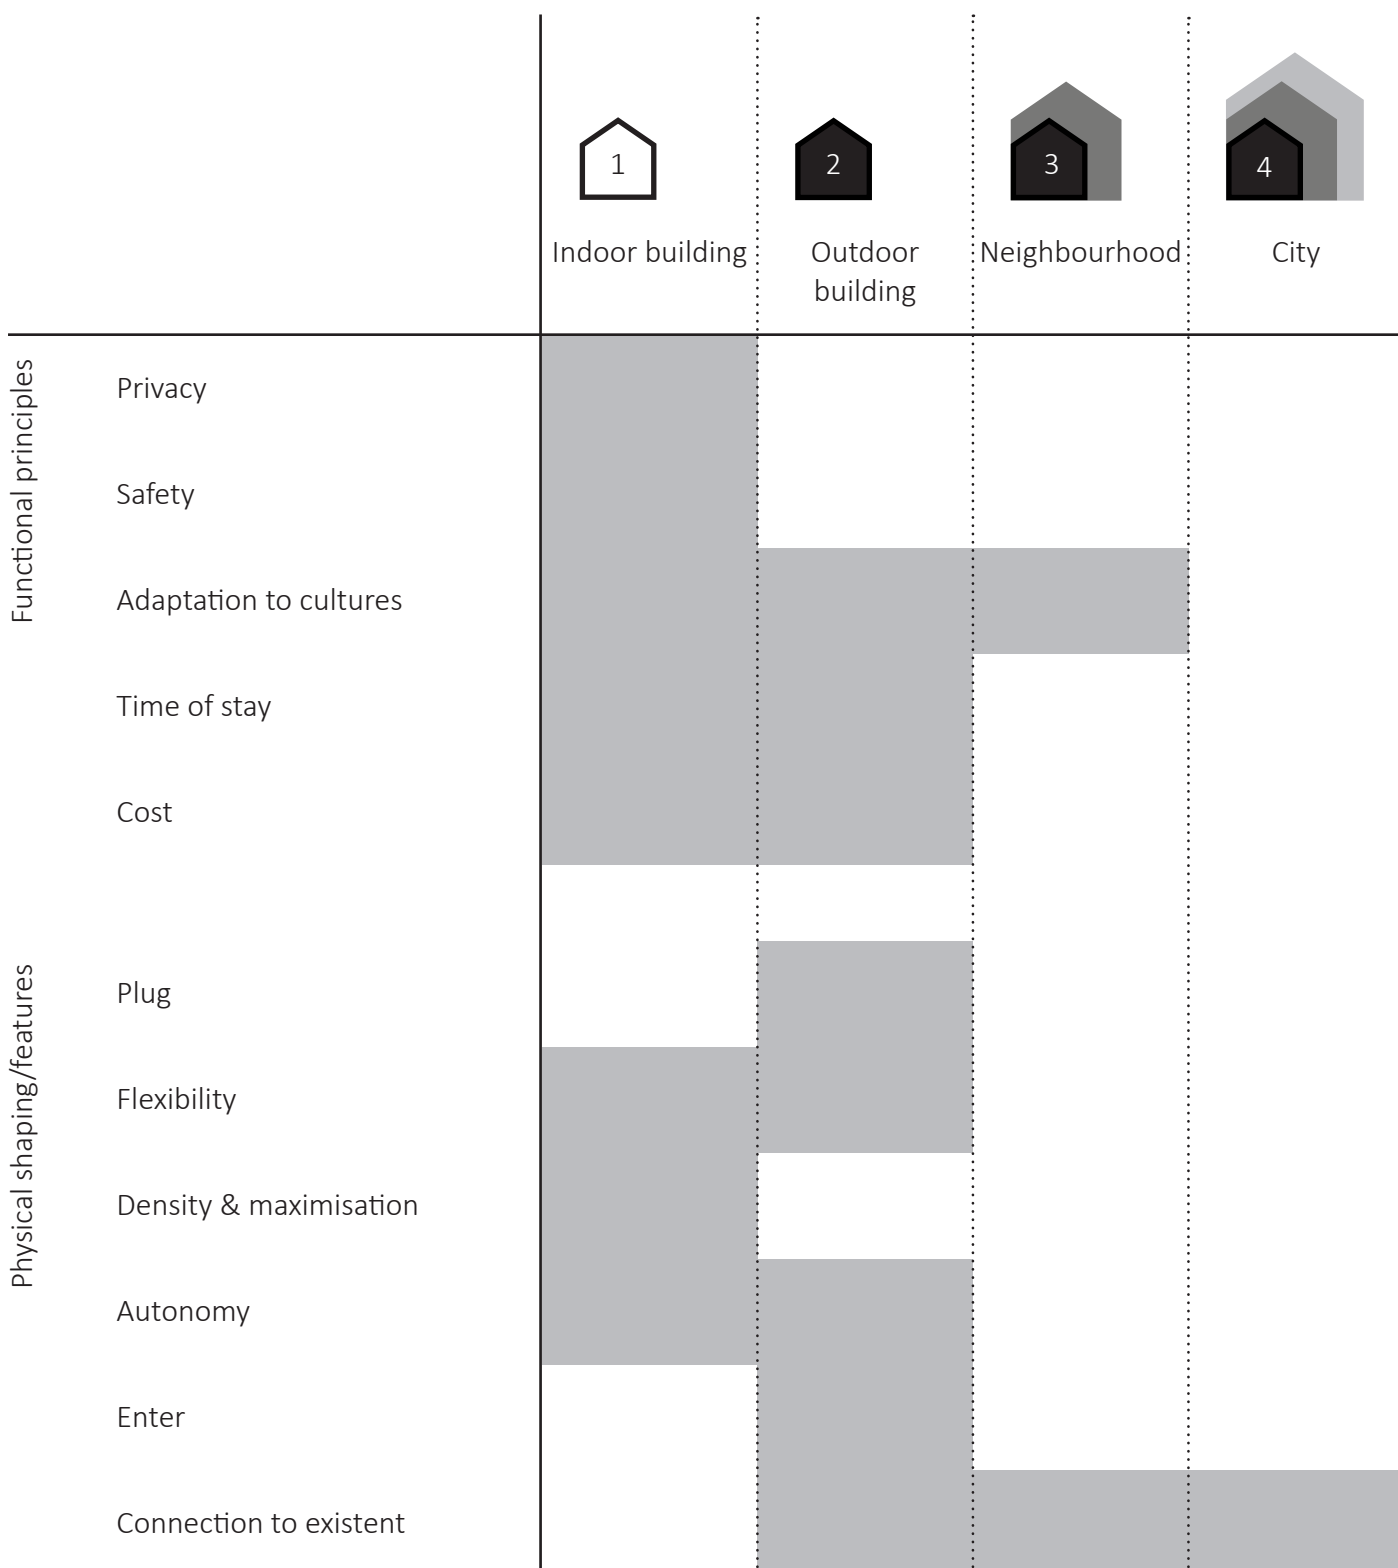 1
2
3
4
Indoor building
Outdoor
building
Neighbourhood
City
Functional principles
Privacy
Safety
Adaptation to cultures
Time of stay
Cost
Physical shaping/features
Plug
Flexibility
Density & maximisation
Autonomy
Enter
Connection to existent